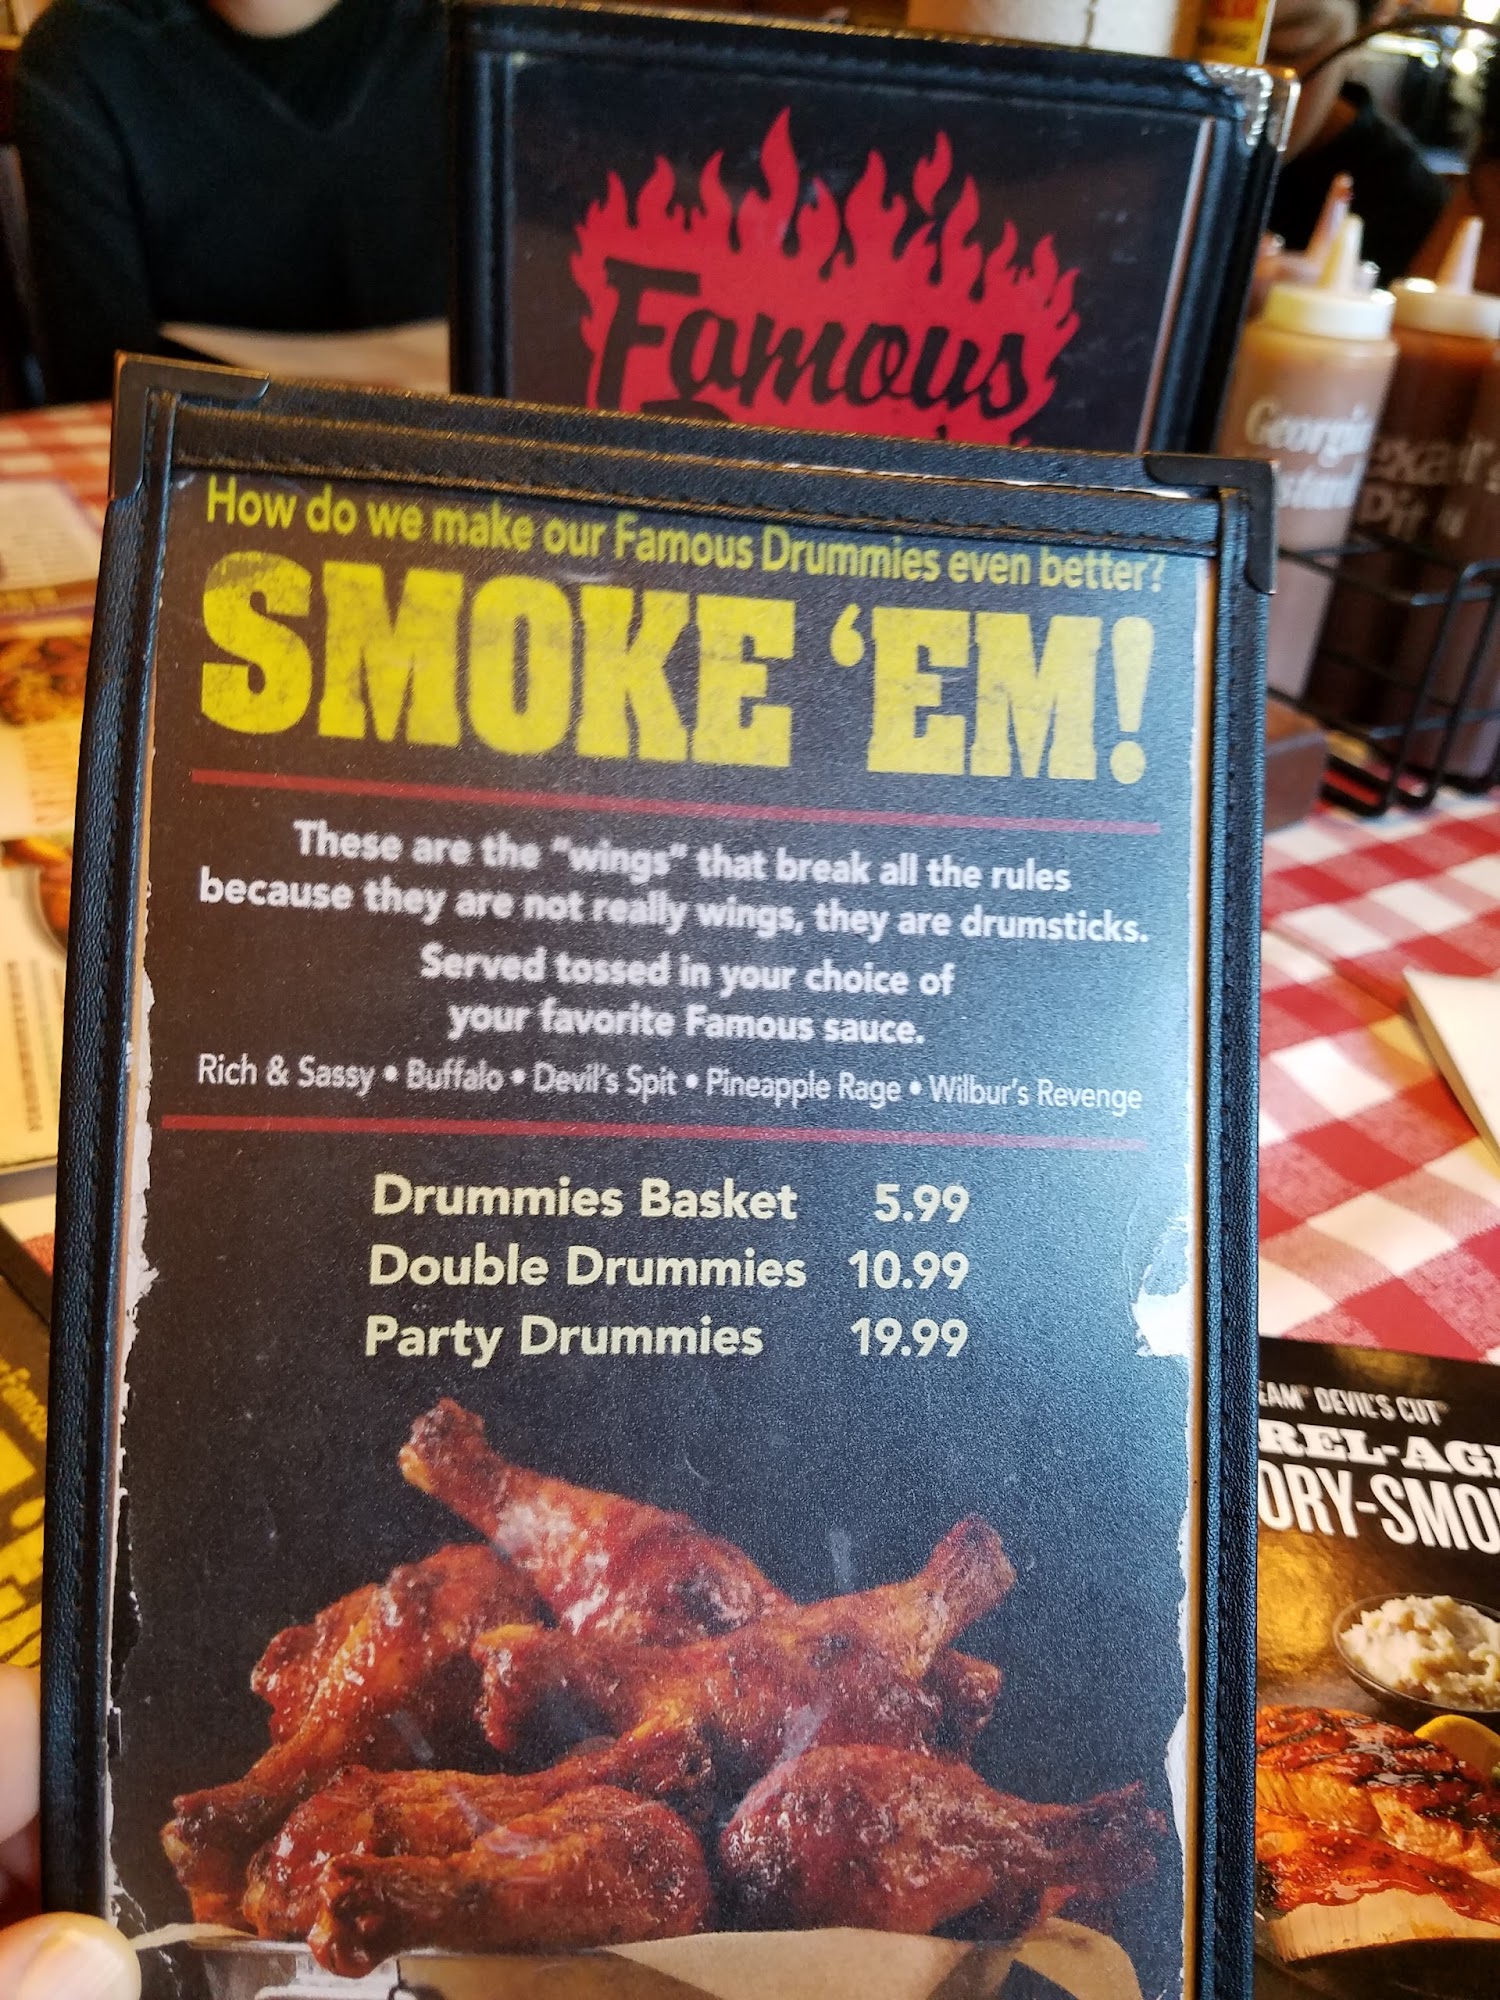 Famous
Georgia
How do we make our Famous Drummies even better?
SMOKE ‘EM!
These are the “wings” that break all the rules
because they are not really wings, they are drumsticks.
Served tossed in your choice of
your favorite Famous sauce.
Rich & Sassy • Buffalo • Devil's Spit • Pineapple Rage • Wilbur's Revenge
Drummies Basket 5.99
Double Drummies 10.99
Party Drummies 19.99
DEVIL'S CUT